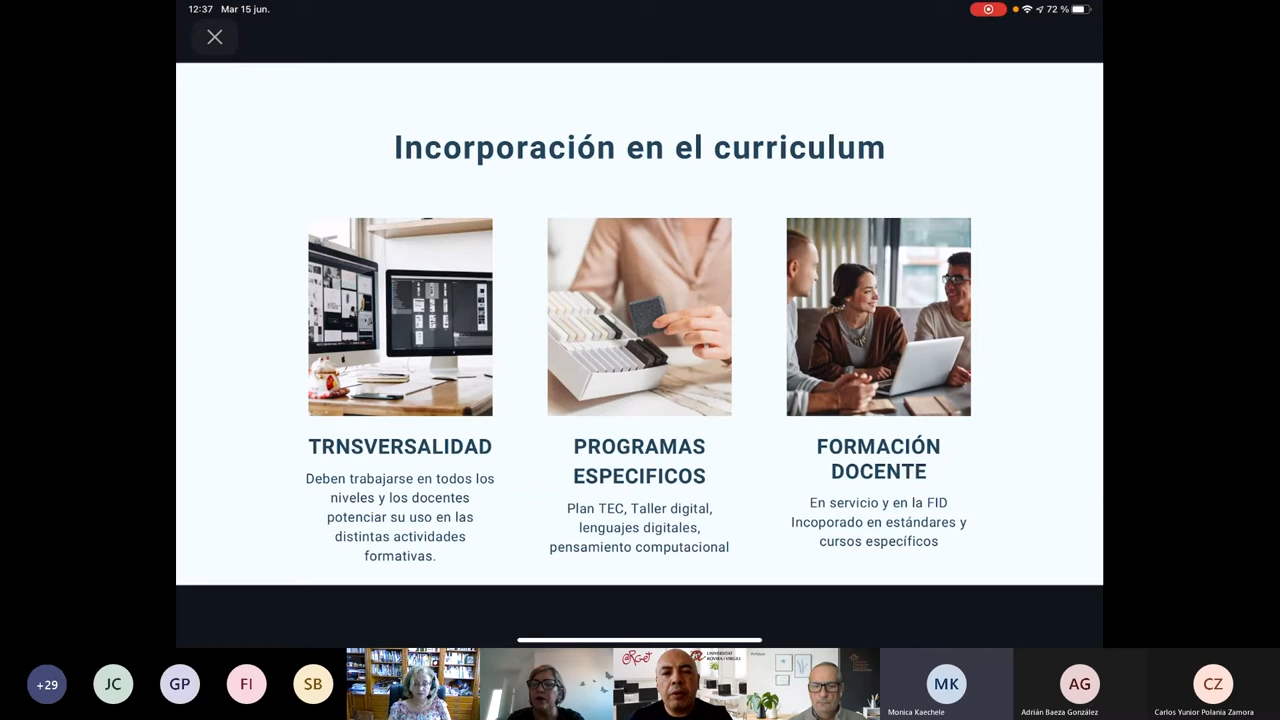 12:37 Mar 15 jun.
72 %
Incorporación en el curriculum
TRNSVERSALIDAD
Deben trabajarse en todos los
niveles y los docentes
potenciar su uso en las
distintas actividades
formativas.
PROGRAMAS
ESPECIFICOS
Plan TEC, Taller digital,
lenguajes digitales,
pensamiento computacional
FORMACIÓN
DOCENTE
En servicio y en la FID
Incoporado en estándares y
cursos específicos
+29
JC
GP
FI
SB
UNIVERSITAT
ROVIRA I VIRGILI
MK
Monica Kaechele
AG
Adrián Baeza González
CZ
Carlos Yunior Polania Zamora